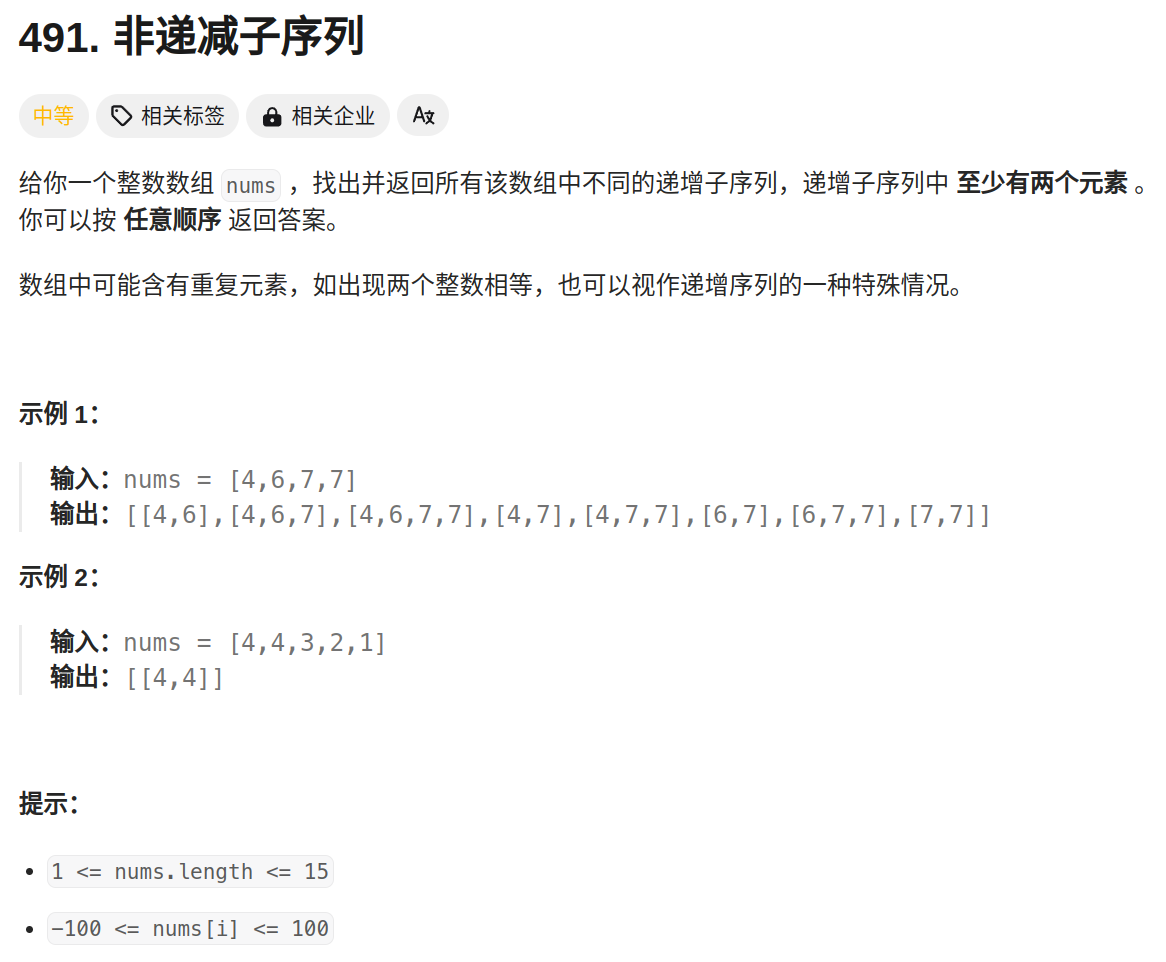 491. 非递减子序列
中等 相关标签 相关企业
给你一个整数数组 nums ，找出并返回所有该数组中不同的递增子序列，递增子序列中 至少有两个元素 。
你可以按 任意顺序 返回答案。
数组中可能含有重复元素，如出现两个整数相等，也可以视作递增序列的一种特殊情况。
示例 1：
输入：nums = [4,6,7,7]
输出：[[4,6],[4,6,7],[4,6,7,7],[4,7],[4,7,7],[6,7],[6,7,7],[7,7]]
示例 2：
输入：nums = [4,4,3,2,1]
输出：[[4,4]]
提示：
• 1 <= nums.length <= 15
• -100 <= nums[i] <= 100